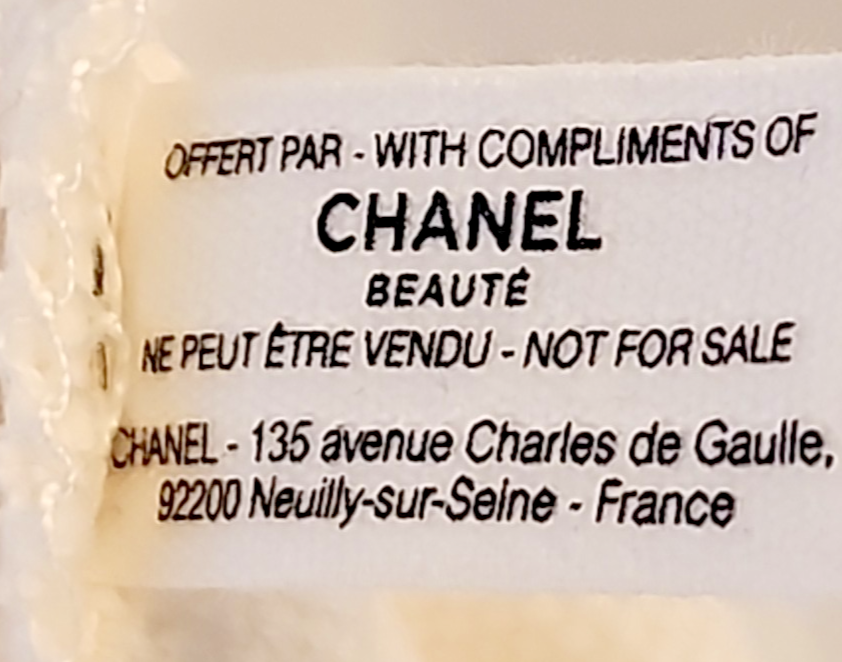 OFFERT PAR - WITH COMPLIMENTS OF
CHANEL
BEAUTÉ
NE PEUT ÊTRE VENDU - NOT FOR SALE
CHANEL - 135 avenue Charles de Gaulle,
92200 Neuilly-sur-Seine - France